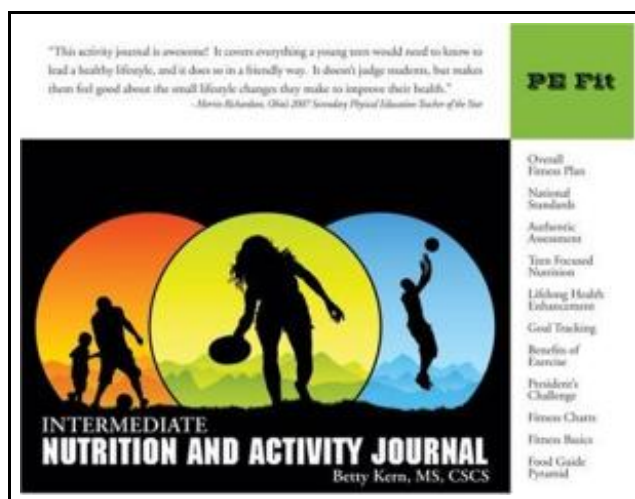 "This activity journal is awesome! It covers everything a young teen would need to know to
lead a healthy lifestyle, and it does so in a friendly way. It doesn't judge students, but makes
them feel good about the small lifestyle changes they make to improve their health."
Richardson, Ohio's 2007 Secondary Physical Education Teacher of the Year
PE Fit
Overall
Fitness Plan
National
Standards
Authentic
Assessment
Teen Focused
Nutrition
Lifelong Health
Enhancement
Goal Tracking
Benefits of
Exercise
President's
Challenge
Fitness Charts
Fitness Basics
Food Guide
Pyramid
INTERMEDIATE
NUTRITION AND ACTIVITY JOURNAL
Betty Kern, MS, CSCS